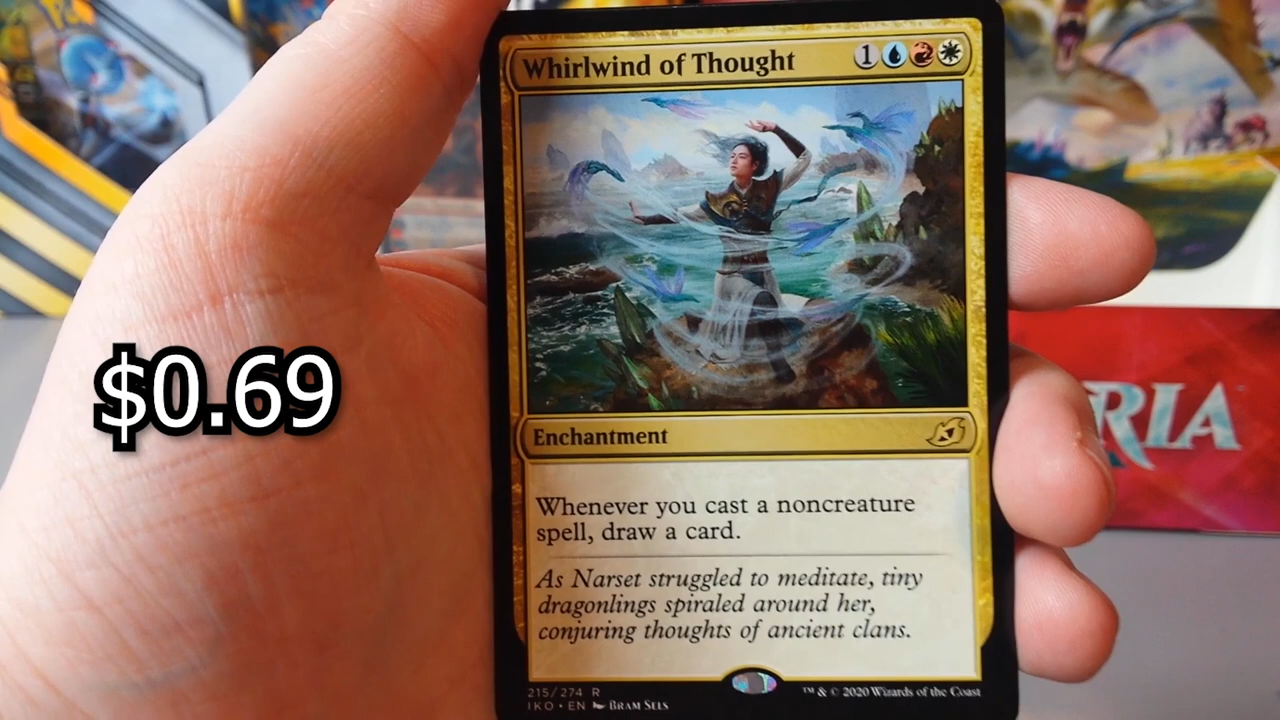 Whirlwind of Thought 1
$0.69
Enchantment
RIA
Whenever you cast a noncreature
spell, draw a card.
As Narset struggled to meditate, tiny
dragonlings spiraled around her,
conjuring thoughts of ancient clans.
215/274 R
IKO • EN BRAM SELS
™ & © 2020 Wizards of the Coast